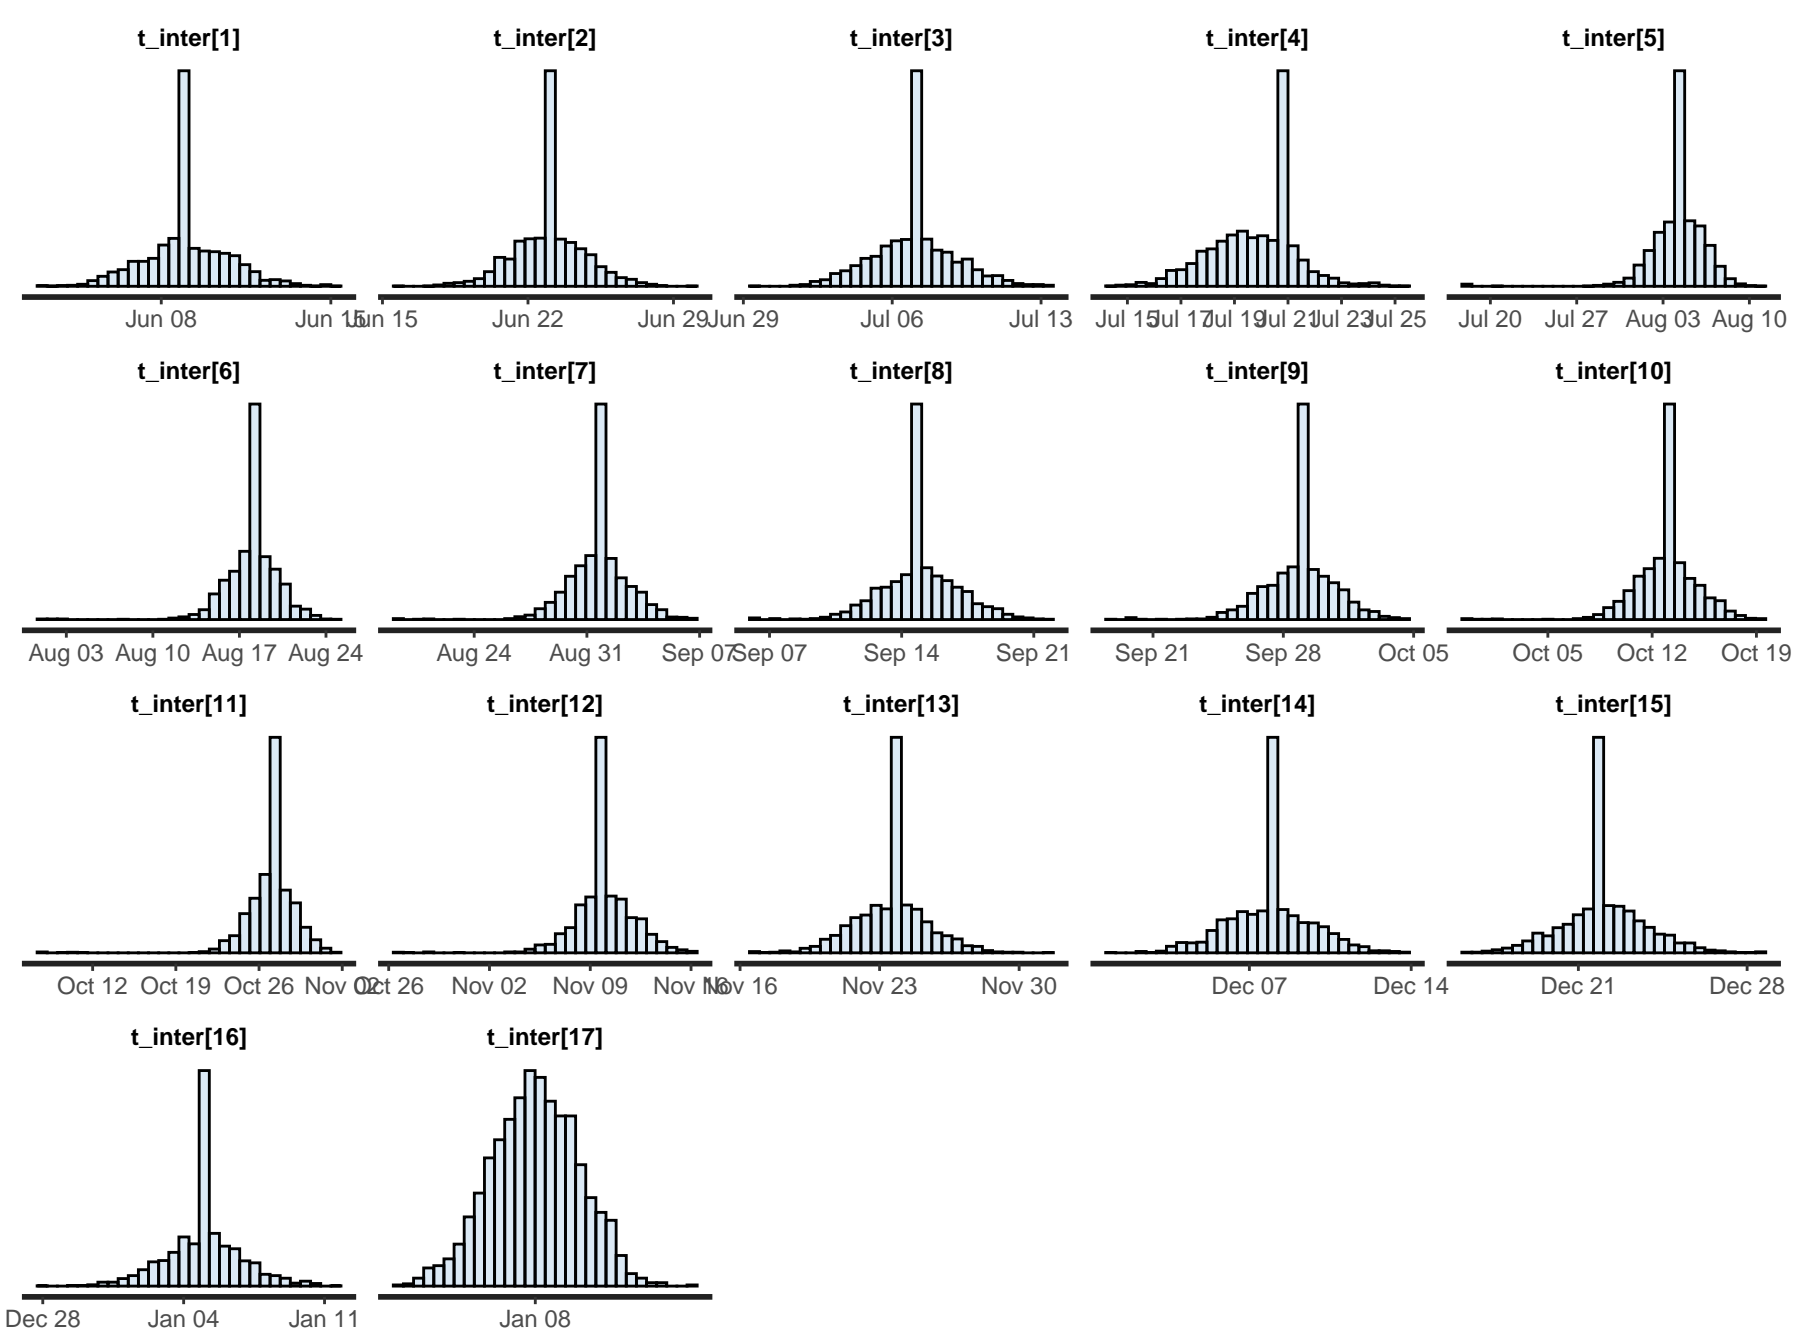 t_inter[1] t_inter[2] t_inter[3] t_inter[4] t_inter[5]
Jun 08 Jun 15 Jun 15 Jun 22 Jun 29 Jun 29 Jul 06 Jul 13 Jul 15 Jul 17 Jul 19 Jul 21 Jul 23 Jul 25 Jul 20 Jul 27 Aug 03 Aug 10
t_inter[6] t_inter[7] t_inter[8] t_inter[9] t_inter[10]
Aug 03 Aug 10 Aug 17 Aug 24 Aug 24 Aug 31 Sep 07 Sep 07 Sep 14 Sep 21 Sep 21 Sep 28 Oct 05 Oct 05 Oct 12 Oct 19
t_inter[11] t_inter[12] t_inter[13] t_inter[14] t_inter[15]
Oct 12 Oct 19 Oct 26 Nov 02 Oct 26 Nov 02 Nov 09 Nov 16 Nov 16 Nov 23 Nov 30 Dec 07 Dec 14 Dec 21 Dec 28
t_inter[16] t_inter[17]
Dec 28 Jan 04 Jan 11 Jan 08